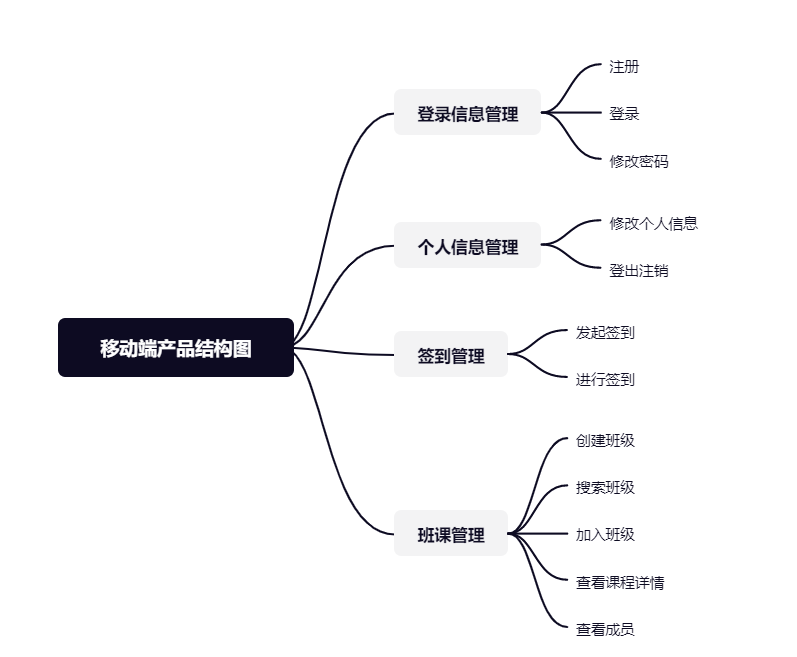 移动端产品结构图
登录信息管理
注册
登录
修改密码
个人信息管理
修改个人信息
登出注销
签到管理
发起签到
进行签到
班课管理
创建班级
搜索班级
加入班级
查看课程详情
查看成员